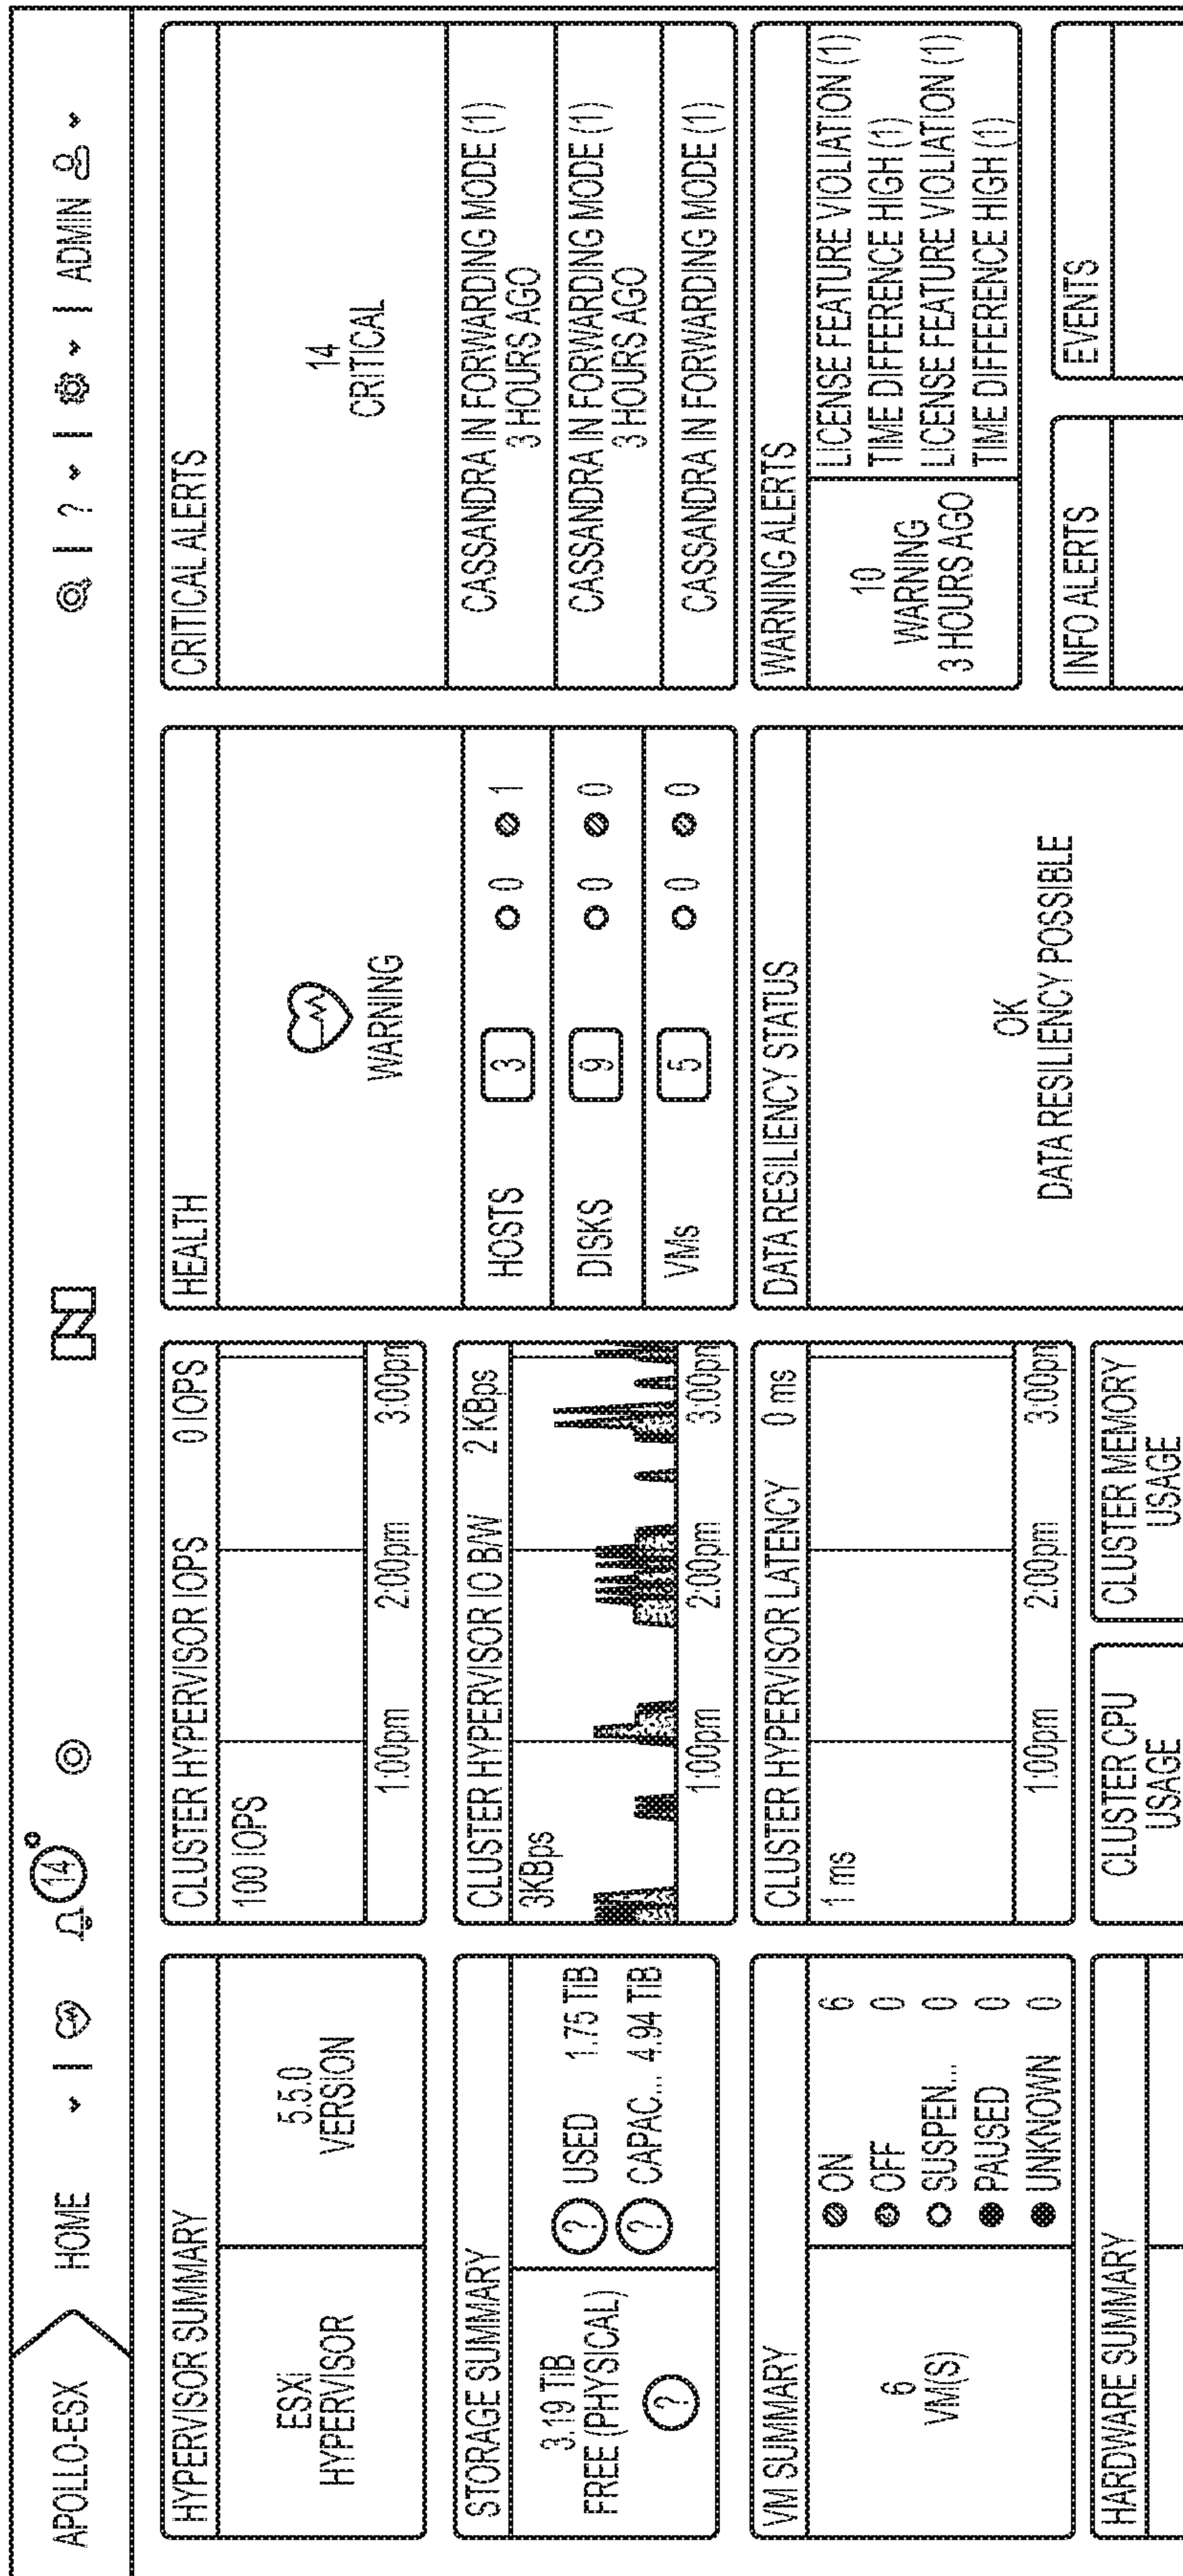 APOLLO-ESX
HOME
14
N
?
ADMIN
HYPERVISOR SUMMARY
ESXi
HYPERVISOR
5.5.0
VERSION
STORAGE SUMMARY
3.19 TiB
FREE (PHYSICAL)
?
? USED 1.75 TiB
? CAPAC... 4.94 TiB
VM SUMMARY
6
VM(S)
ON 6
OFF 0
SUSPEN... 0
PAUSED 0
UNKNOWN 0
HARDWARE SUMMARY
CLUSTER HYPERVISOR IOPS 0 IOPS
100 IOPS
1:00pm 2:00pm 3:00pm
CLUSTER HYPERVISOR IO B/W 2 KBps
3KBps
1:00pm 2:00pm 3:00pm
CLUSTER HYPERVISOR LATENCY 0 ms
1 ms
1:00pm 2:00pm 3:00pm
CLUSTER CPU
USAGE
CLUSTER MEMORY
USAGE
HEALTH
WARNING
HOSTS 3 0 1
DISKS 9 0 0
VMs 5 0 0
DATA RESILIENCY STATUS
OK
DATA RESILIENCY POSSIBLE
CRITICAL ALERTS
14
CRITICAL
CASSANDRA IN FORWARDING MODE (1)
3 HOURS AGO
CASSANDRA IN FORWARDING MODE (1)
3 HOURS AGO
CASSANDRA IN FORWARDING MODE (1)
WARNING ALERTS
10
WARNING
3 HOURS AGO
LICENSE FEATURE VIOLIATION (1)
TIME DIFFERENCE HIGH (1)
LICENSE FEATURE VIOLIATION (1)
TIME DIFFERENCE HIGH (1)
INFO ALERTS
EVENTS